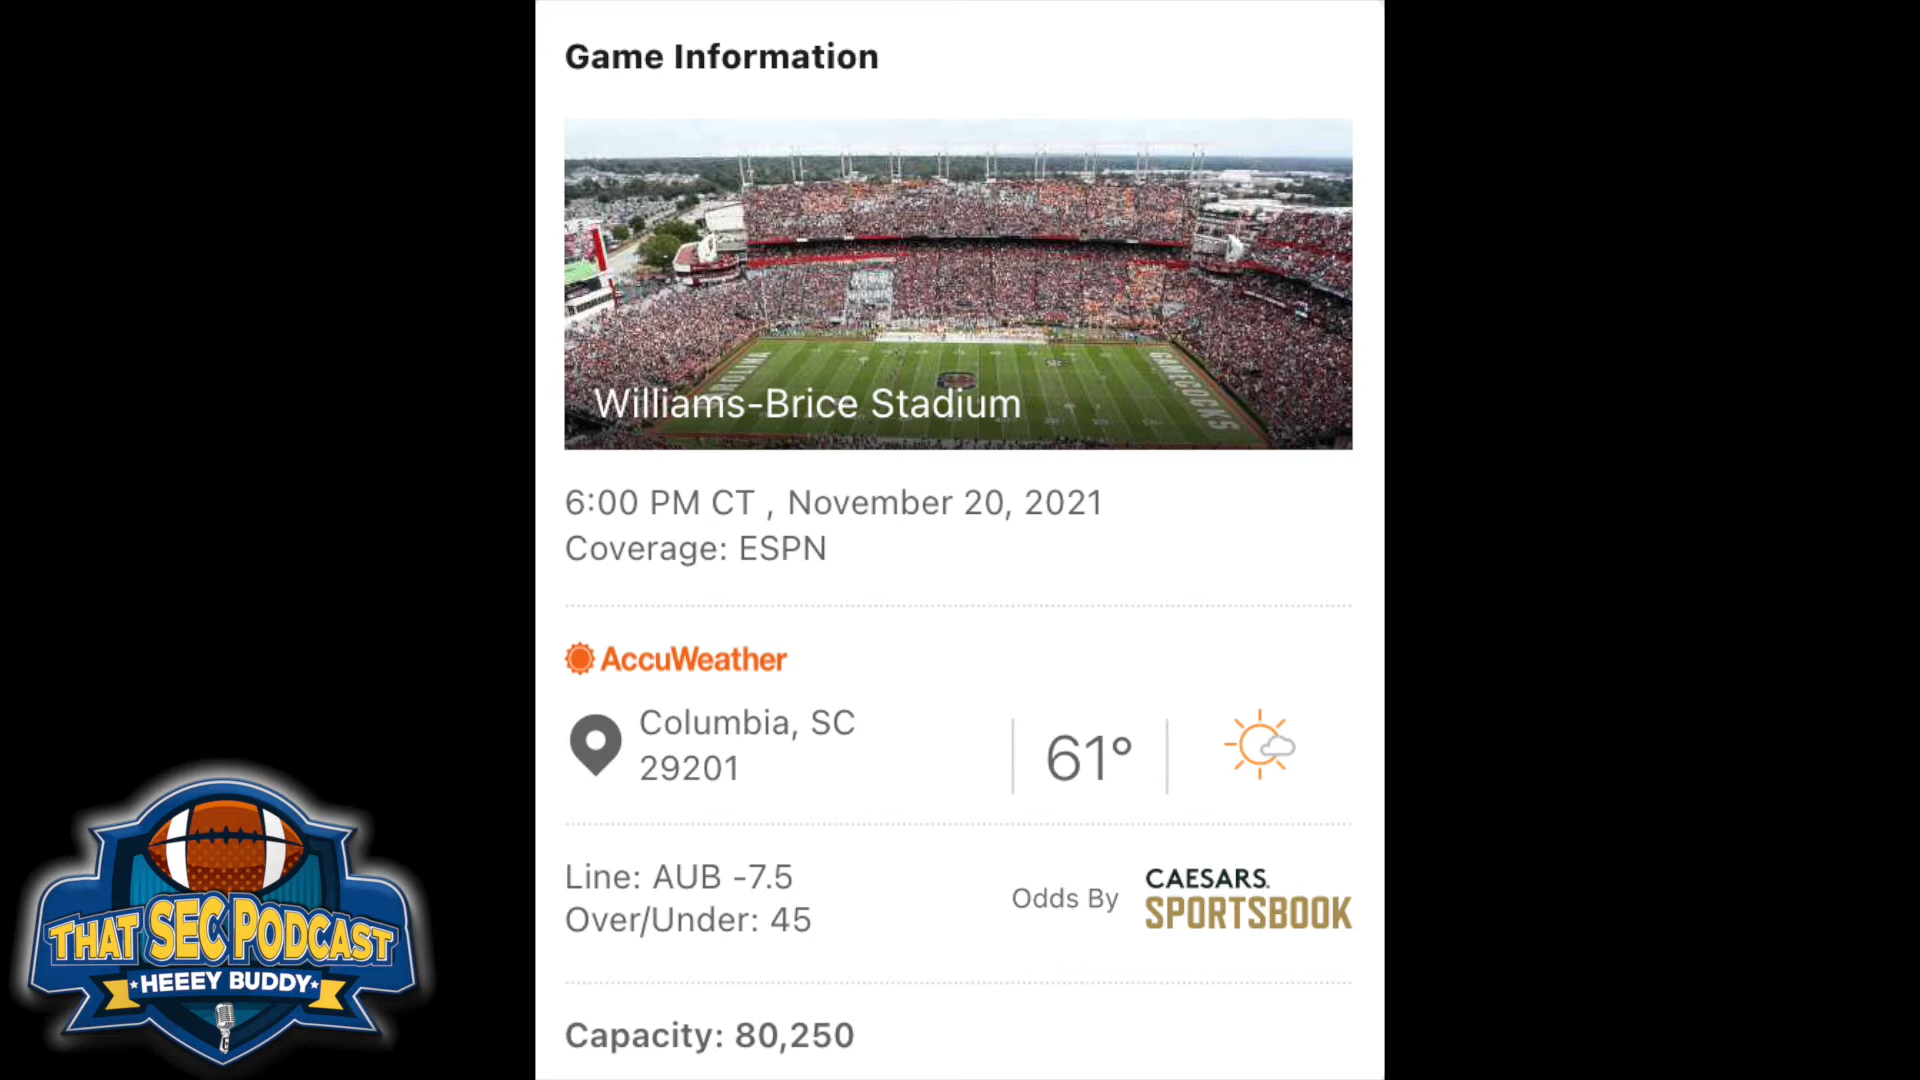 Game Information
CAROLINA
GAMECOCKS
Williams-Brice Stadium
6:00 PM CT , November 20, 2021
Coverage: ESPN
AccuWeather
Columbia, SC
29201
61°
Line: AUB -7.5
Over/Under: 45
Odds By
CAESARS.
SPORTSBOOK
Capacity: 80,250
THAT SEC PODCAST
HEEEY BUDDY